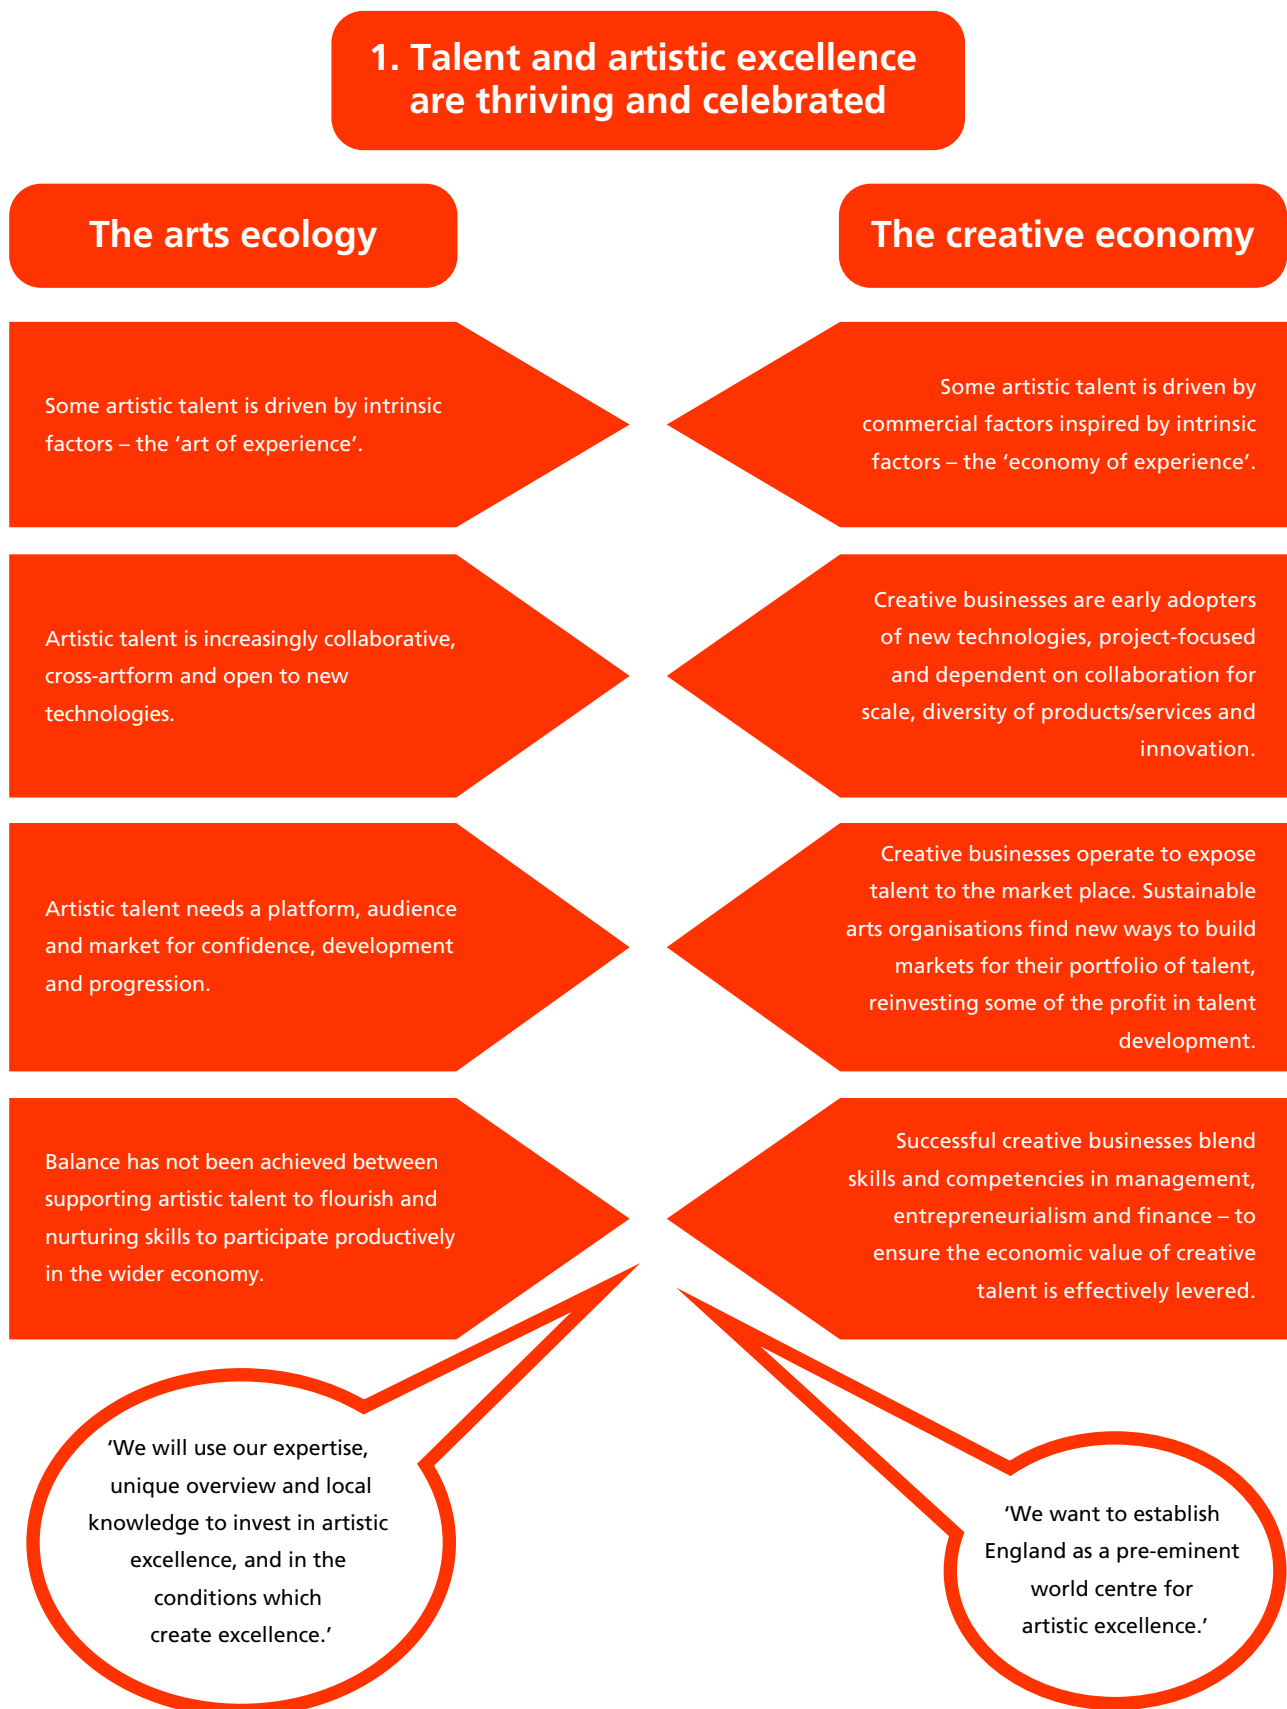 1. Talent and artistic excellence
are thriving and celebrated
The arts ecology
The creative economy
Some artistic talent is driven by intrinsic
factors – the ‘art of experience’.
Some artistic talent is driven by
commercial factors inspired by intrinsic
factors – the ‘economy of experience’.
Artistic talent is increasingly collaborative,
cross-artform and open to new
technologies.
Creative businesses are early adopters
of new technologies, project-focused
and dependent on collaboration for
scale, diversity of products/services and
innovation.
Artistic talent needs a platform, audience
and market for confidence, development
and progression.
Creative businesses operate to expose
talent to the market place. Sustainable
arts organisations find new ways to build
markets for their portfolio of talent,
reinvesting some of the profit in talent
development.
Balance has not been achieved between
supporting artistic talent to flourish and
nurturing skills to participate productively
in the wider economy.
Successful creative businesses blend
skills and competencies in management,
entrepreneurialism and finance – to
ensure the economic value of creative
talent is effectively levered.
‘We will use our expertise,
unique overview and local
knowledge to invest in artistic
excellence, and in the
conditions which
create excellence.’
‘We want to establish
England as a pre-eminent
world centre for
artistic excellence.’